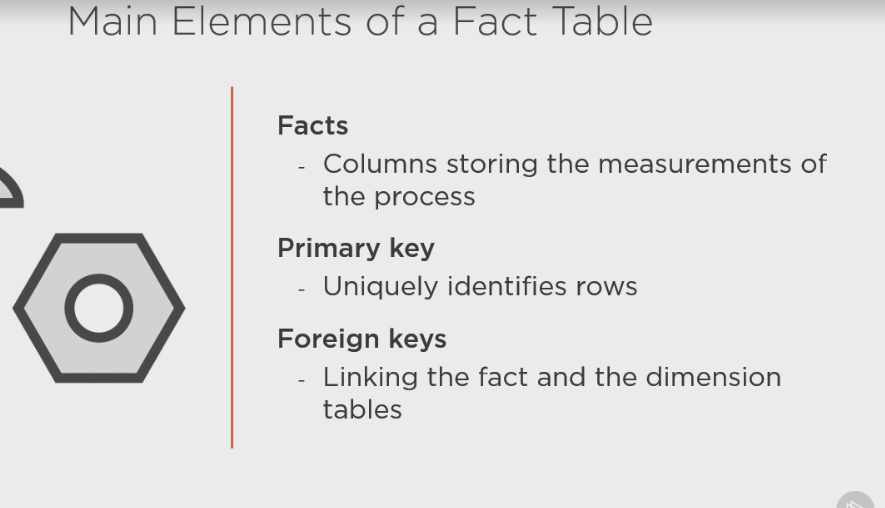 Main Elements of a Fact Table
Facts
- Columns storing the measurements of
the process
Primary key
- Uniquely identifies rows
Foreign keys
- Linking the fact and the dimension
tables